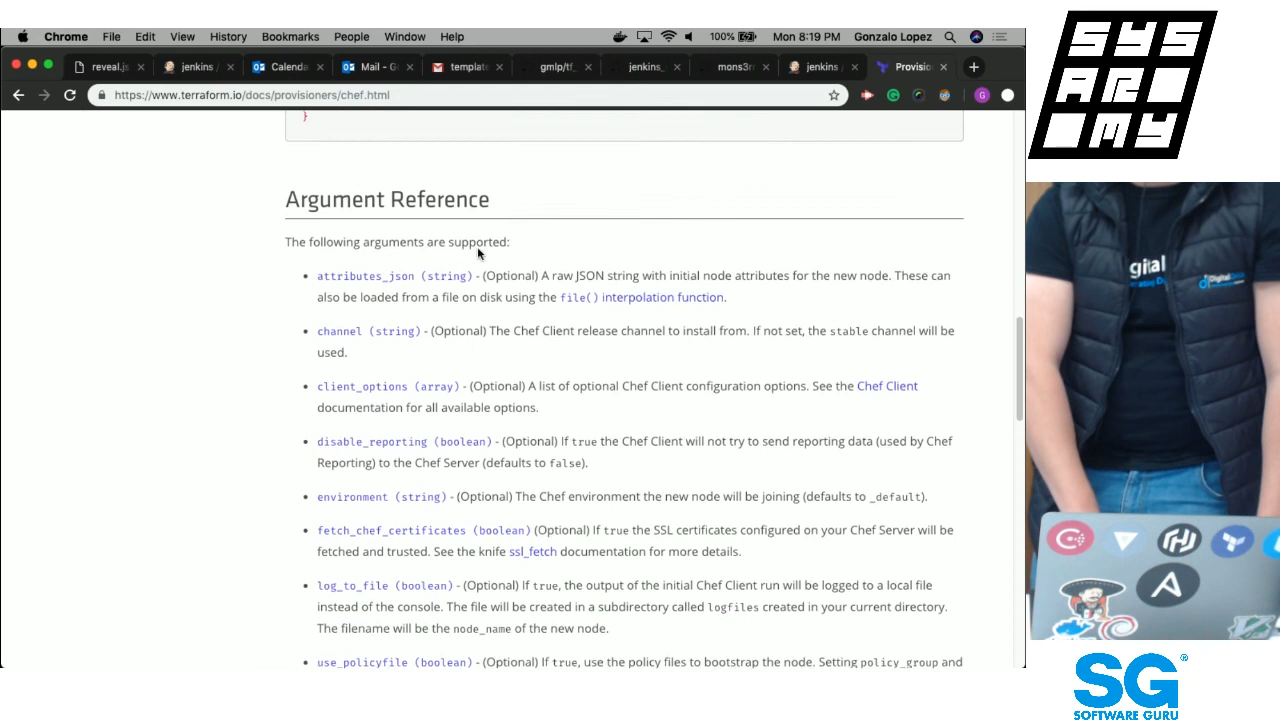 Chrome File Edit View History Bookmarks People Window Help 100% Mon 8:19 PM Gonzalo Lopez
reveal.js jenkins / Calenda Mail - G template gmlp/tf_ jenkins_ mons3r jenkins / Provisio
https://www.terraform.io/docs/provisioners/chef.html
}
Argument Reference
The following arguments are supported:
attributes_json (string) - (Optional) A raw JSON string with initial node attributes for the new node. These can
also be loaded from a file on disk using the file() interpolation function.
channel (string) - (Optional) The Chef Client release channel to install from. If not set, the stable channel will be
used.
client_options (array) - (Optional) A list of optional Chef Client configuration options. See the Chef Client
documentation for all available options.
disable_reporting (boolean) - (Optional) If true the Chef Client will not try to send reporting data (used by Chef
Reporting) to the Chef Server (defaults to false).
environment (string) - (Optional) The Chef environment the new node will be joining (defaults to _default).
fetch_chef_certificates (boolean) (Optional) If true the SSL certificates configured on your Chef Server will be
fetched and trusted. See the knife ssl_fetch documentation for more details.
log_to_file (boolean) - (Optional) If true, the output of the initial Chef Client run will be logged to a local file
instead of the console. The file will be created in a subdirectory called logfiles created in your current directory.
The filename will be the node_name of the new node.
use_policyfile (boolean) - (Optional) If true, use the policy files to bootstrap the node. Setting policy_group and
SYS
AR
MY
gital
Digital
SG®
SOFTWARE GURU